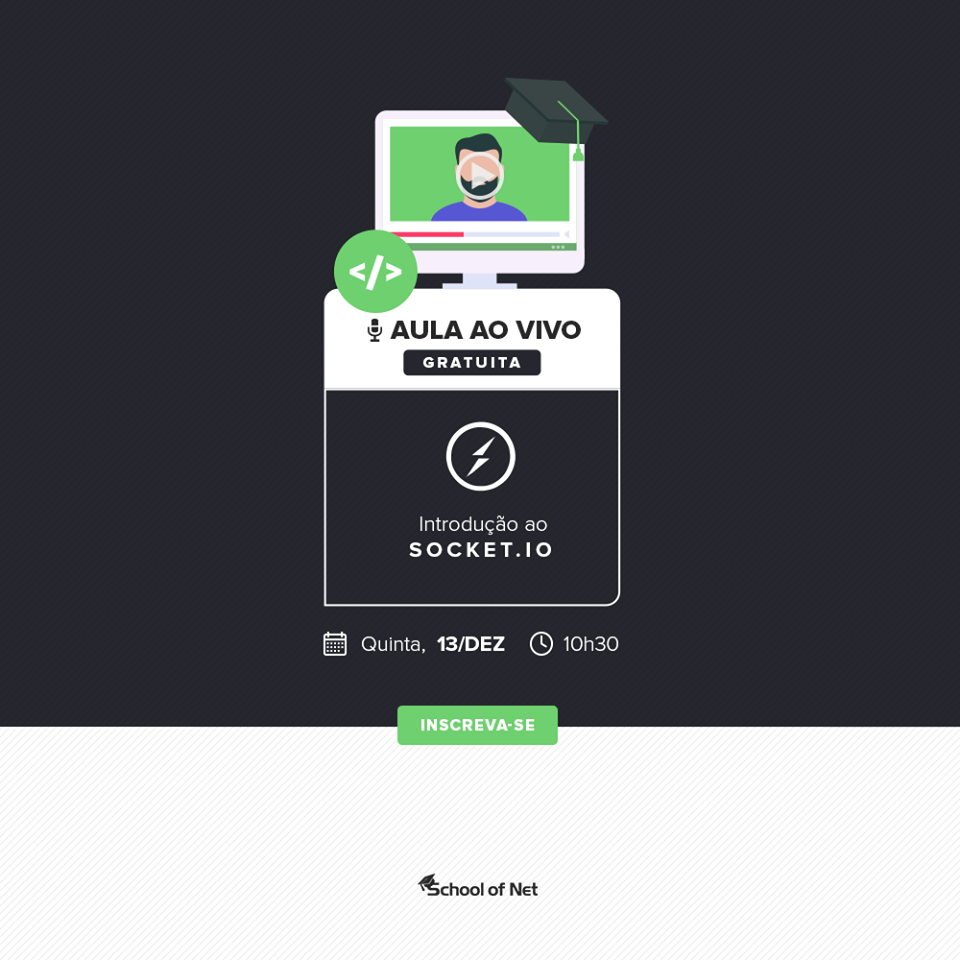 </>
AULA AO VIVO
GRATUITA
Introdução ao
SOCKET.IO
Quinta, 13/DEZ 10h30
INSCREVA-SE
School of Net